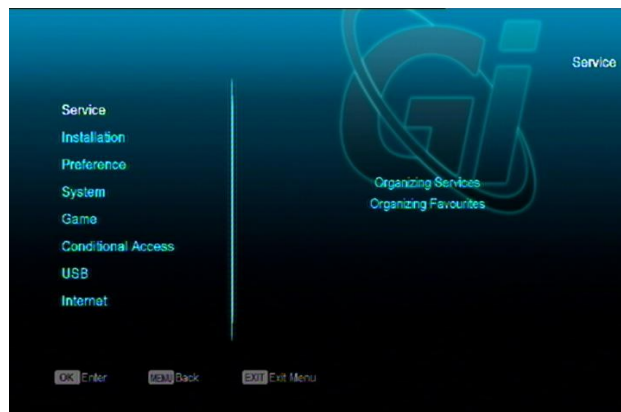 Service
Service
Installation
Preference
System
Game
Conditional Access
USB
Internet
Organizing Services
Organizing Favourites
OK Enter
MENU Back
EXIT Exit Menu
Gi